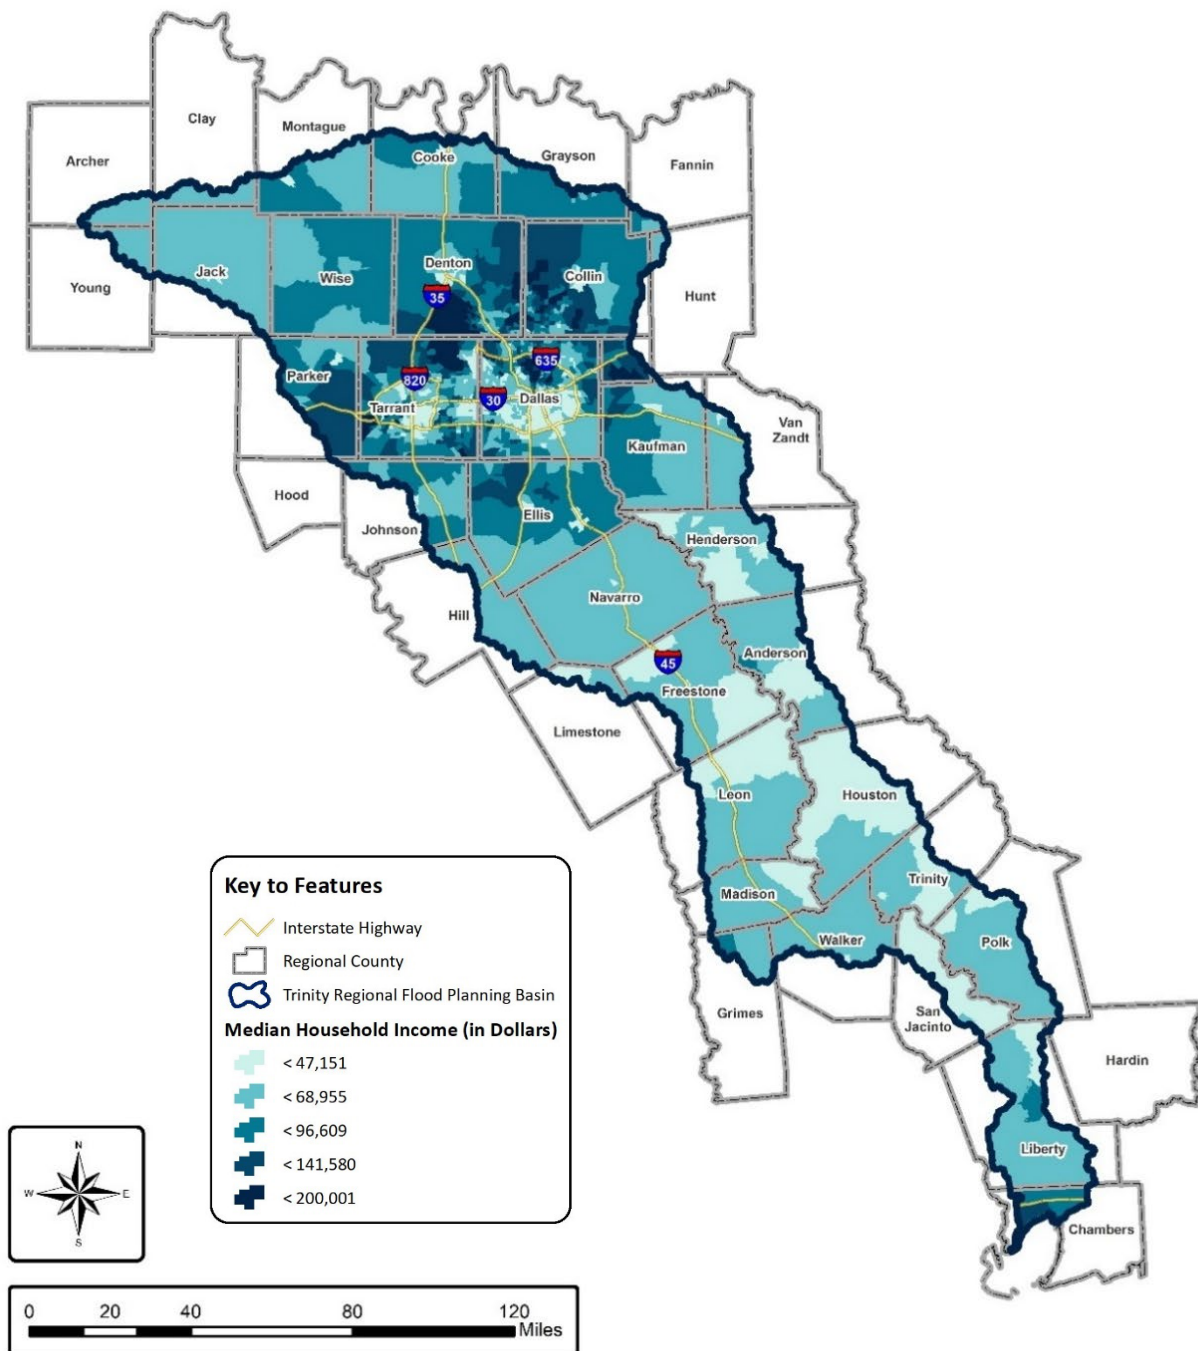 Clay
Montague
Archer
Cooke
Grayson
Fannin
Young
Jack
Wise
Denton
Collin
Hunt
35
Parker
820
635
Tarrant
30
Dallas
Kaufman
Van
Zandt
Hood
Johnson
Ellis
Henderson
Hill
Navarro
45
Anderson
Freestone
Limestone
Leon
Houston
Madison
Trinity
Walker
Polk
Grimes
San
Jacinto
Hardin
Liberty
Chambers
Key to Features
Interstate Highway
Regional County
Trinity Regional Flood Planning Basin
Median Household Income (in Dollars)
< 47,151
< 68,955
< 96,609
< 141,580
< 200,001
N
W E
S
0 20 40 80 120
Miles